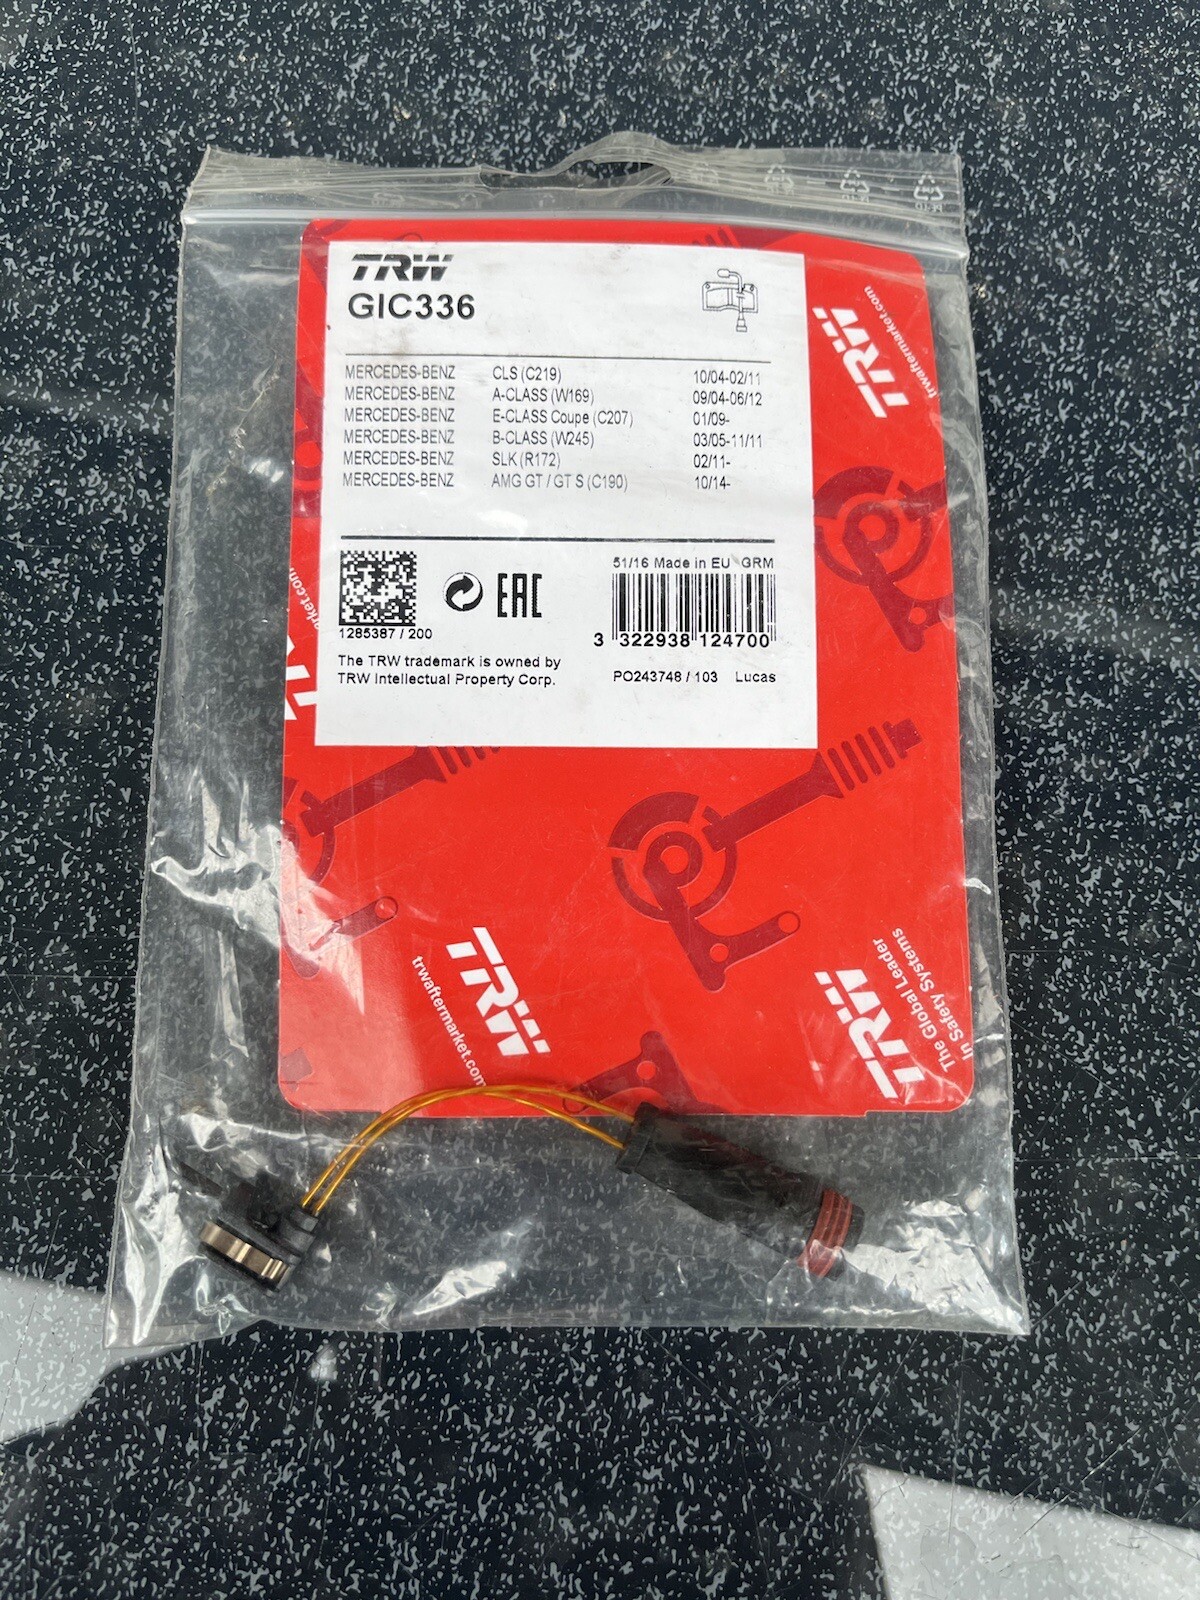 TRW
GIC336
MERCEDES-BENZ CLS (C219) 10/04-02/11
MERCEDES-BENZ A-CLASS (W169) 09/04-06/12
MERCEDES-BENZ E-CLASS Coupe (C207) 01/09-
MERCEDES-BENZ B-CLASS (W245) 03/05-11/11
MERCEDES-BENZ SLK (R172) 02/11-
MERCEDES-BENZ AMG GT / GT S (C190) 10/14-
51/16 Made in EU GRM
EAC
1285387 / 200
3 322938 124700
The TRW trademark is owned by
TRW Intellectual Property Corp.
PO243748 / 103 Lucas
TRW
trwaftermarket.com
rket.com
TRW
trwaftermarket.com
TRW
The Global Leader
In Safety Systems